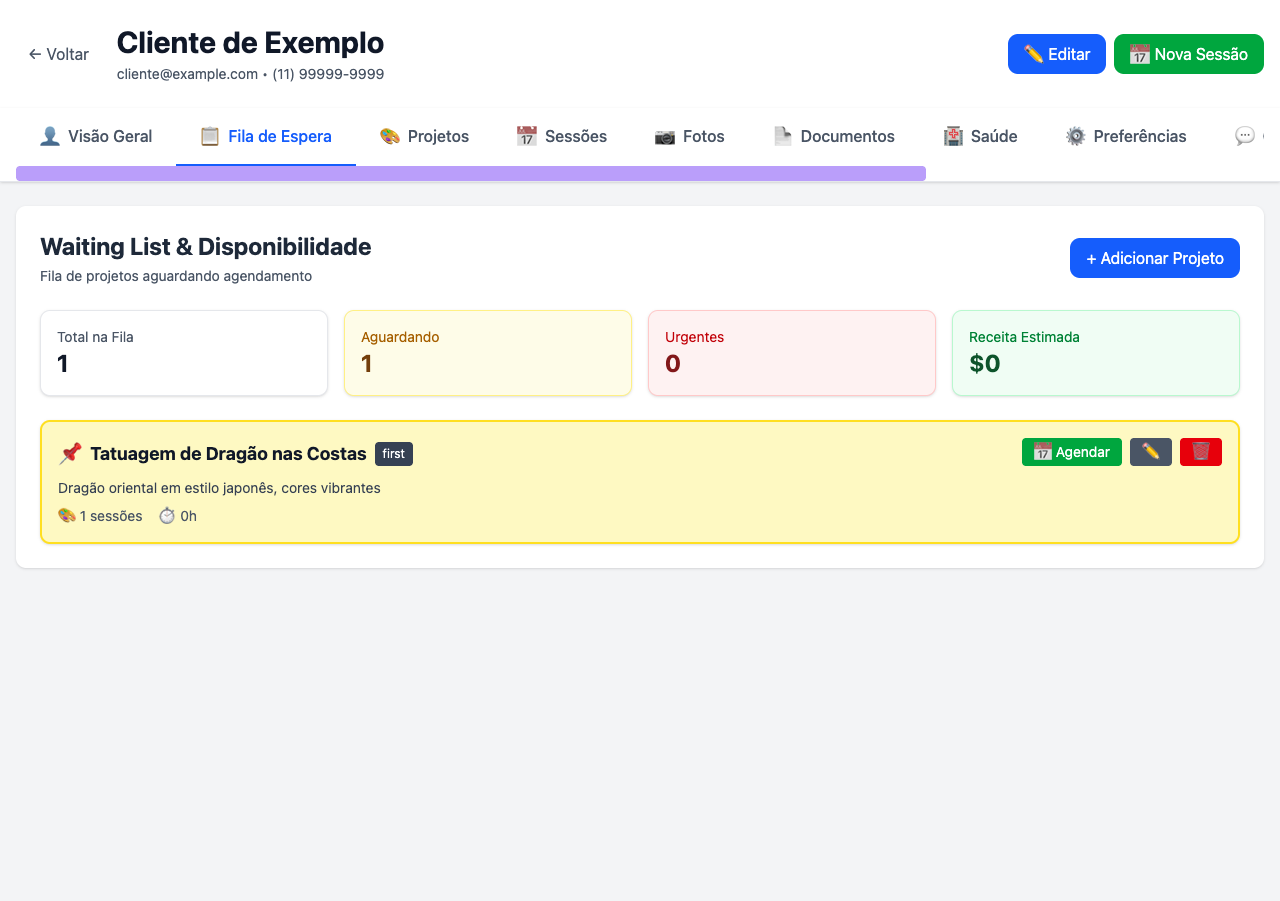 ← Voltar
Cliente de Exemplo
cliente@example.com • (11) 99999-9999
✏️ Editar
📅 Nova Sessão
👤 Visão Geral
📋 Fila de Espera
🎨 Projetos
📅 Sessões
📷 Fotos
📄 Documentos
🏥 Saúde
⚙️ Preferências
💬
Waiting List & Disponibilidade
Fila de projetos aguardando agendamento
+ Adicionar Projeto
Total na Fila
1
Aguardando
1
Urgentes
0
Receita Estimada
$0
📌 Tatuagem de Dragão nas Costas first
📅 Agendar
✏️
🗑️
Dragão oriental em estilo japonês, cores vibrantes
🎨 1 sessões ⏱️ 0h